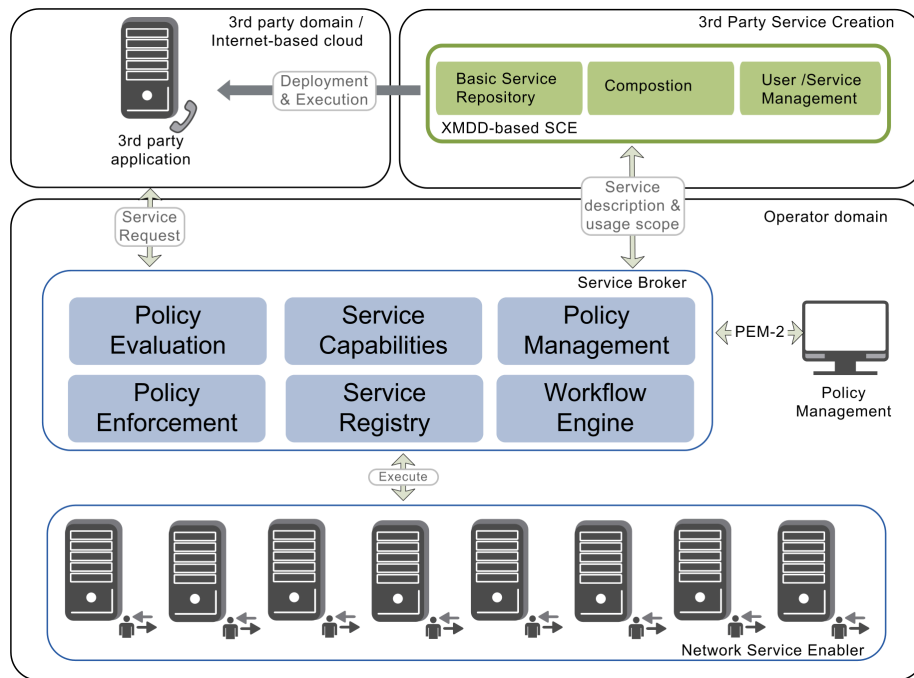 3rd party domain /
Internet-based cloud
3rd party
application
Deployment
& Execution
3rd Party Service Creation
Basic Service
Repository
Compostion
User /Service
Management
XMDD-based SCE
Service
Request
Service
description &
usage scope
Operator domain
Service Broker
Policy
Evaluation
Service
Capabilities
Policy
Management
Policy
Enforcement
Service
Registry
Workflow
Engine
PEM-2
Policy
Management
Execute
Network Service Enabler